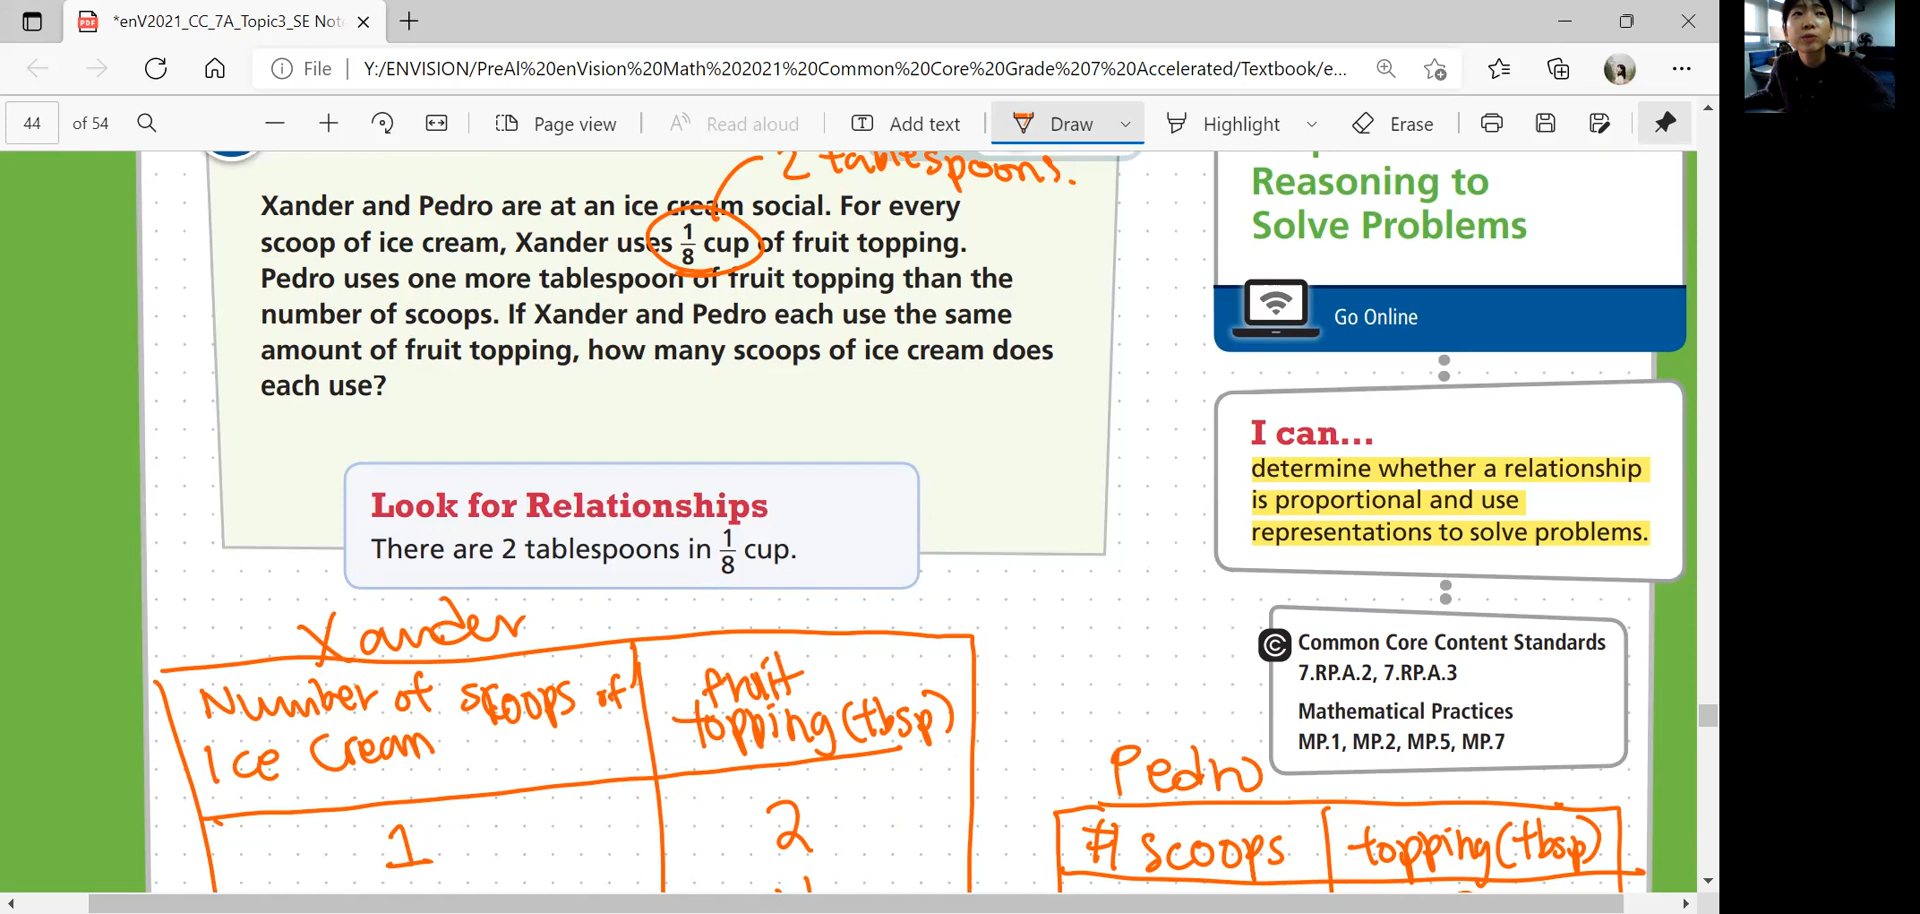 *enV2021_CC_7A_Topic3_SE Not
File
Y:/ENVISION/PreAl%20enVision%20Math%202021%20Common%20Core%20Grade%207%20Accelerated/Textbook/e...
44 of 54
Page view
Read aloud
Add text
Draw
Highlight
Erase
2 tablespoons.
Xander and Pedro are at an ice cream social. For every
scoop of ice cream, Xander uses 1/8 cup of fruit topping.
Pedro uses one more tablespoon of fruit topping than the
number of scoops. If Xander and Pedro each use the same
amount of fruit topping, how many scoops of ice cream does
each use?
Look for Relationships
There are 2 tablespoons in 1/8 cup.
Reasoning to
Solve Problems
Go Online
I can...
determine whether a relationship
is proportional and use
representations to solve problems.
Common Core Content Standards
7.RP.A.2, 7.RP.A.3
Mathematical Practices
MP.1, MP.2, MP.5, MP.7
Xander
Number of scoops of
Ice Cream
fruit
topping (tbsp)
1
2
Pedro
# scoops
topping (tbsp)